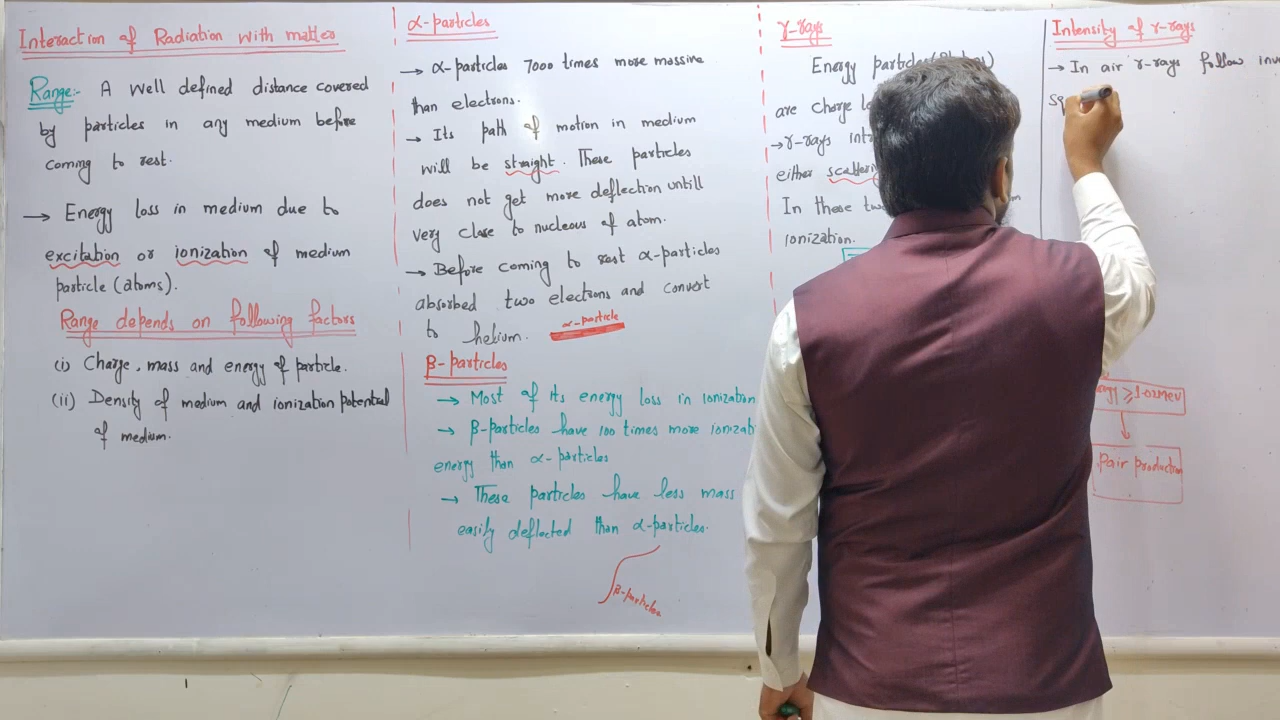 Interaction of Radiation with matter
Range:- A well defined distance covered
by particles in any medium before
coming to rest.
→ Energy loss in medium due to
excitation or ionization of medium
particle (atoms).
Range depends on following factors
(i) Charge, mass and energy of particle.
(ii) Density of medium and ionization potential
of medium.
α-particles
→ α-particles 7000 times more massive
than electrons.
→ Its path of motion in medium
will be straight. These particles
does not get more deflection untill
very close to nucleous of atom.
→ Before coming to rest α-particles
absorbed two electrons and convert
to helium.
α-particle
β-particles
→ Most of its energy loss in ionization
→ β-particles have 100 times more
energy than α-particles
→ These particles have less mass
easily deflected than α-particles.
β-particles
γ-rays
Energy
are charge
→ γ-rays
either
In these
ionization.
Intensity of γ-rays
→ In air γ-rays follow
≥ 1.02MeV
Pair production